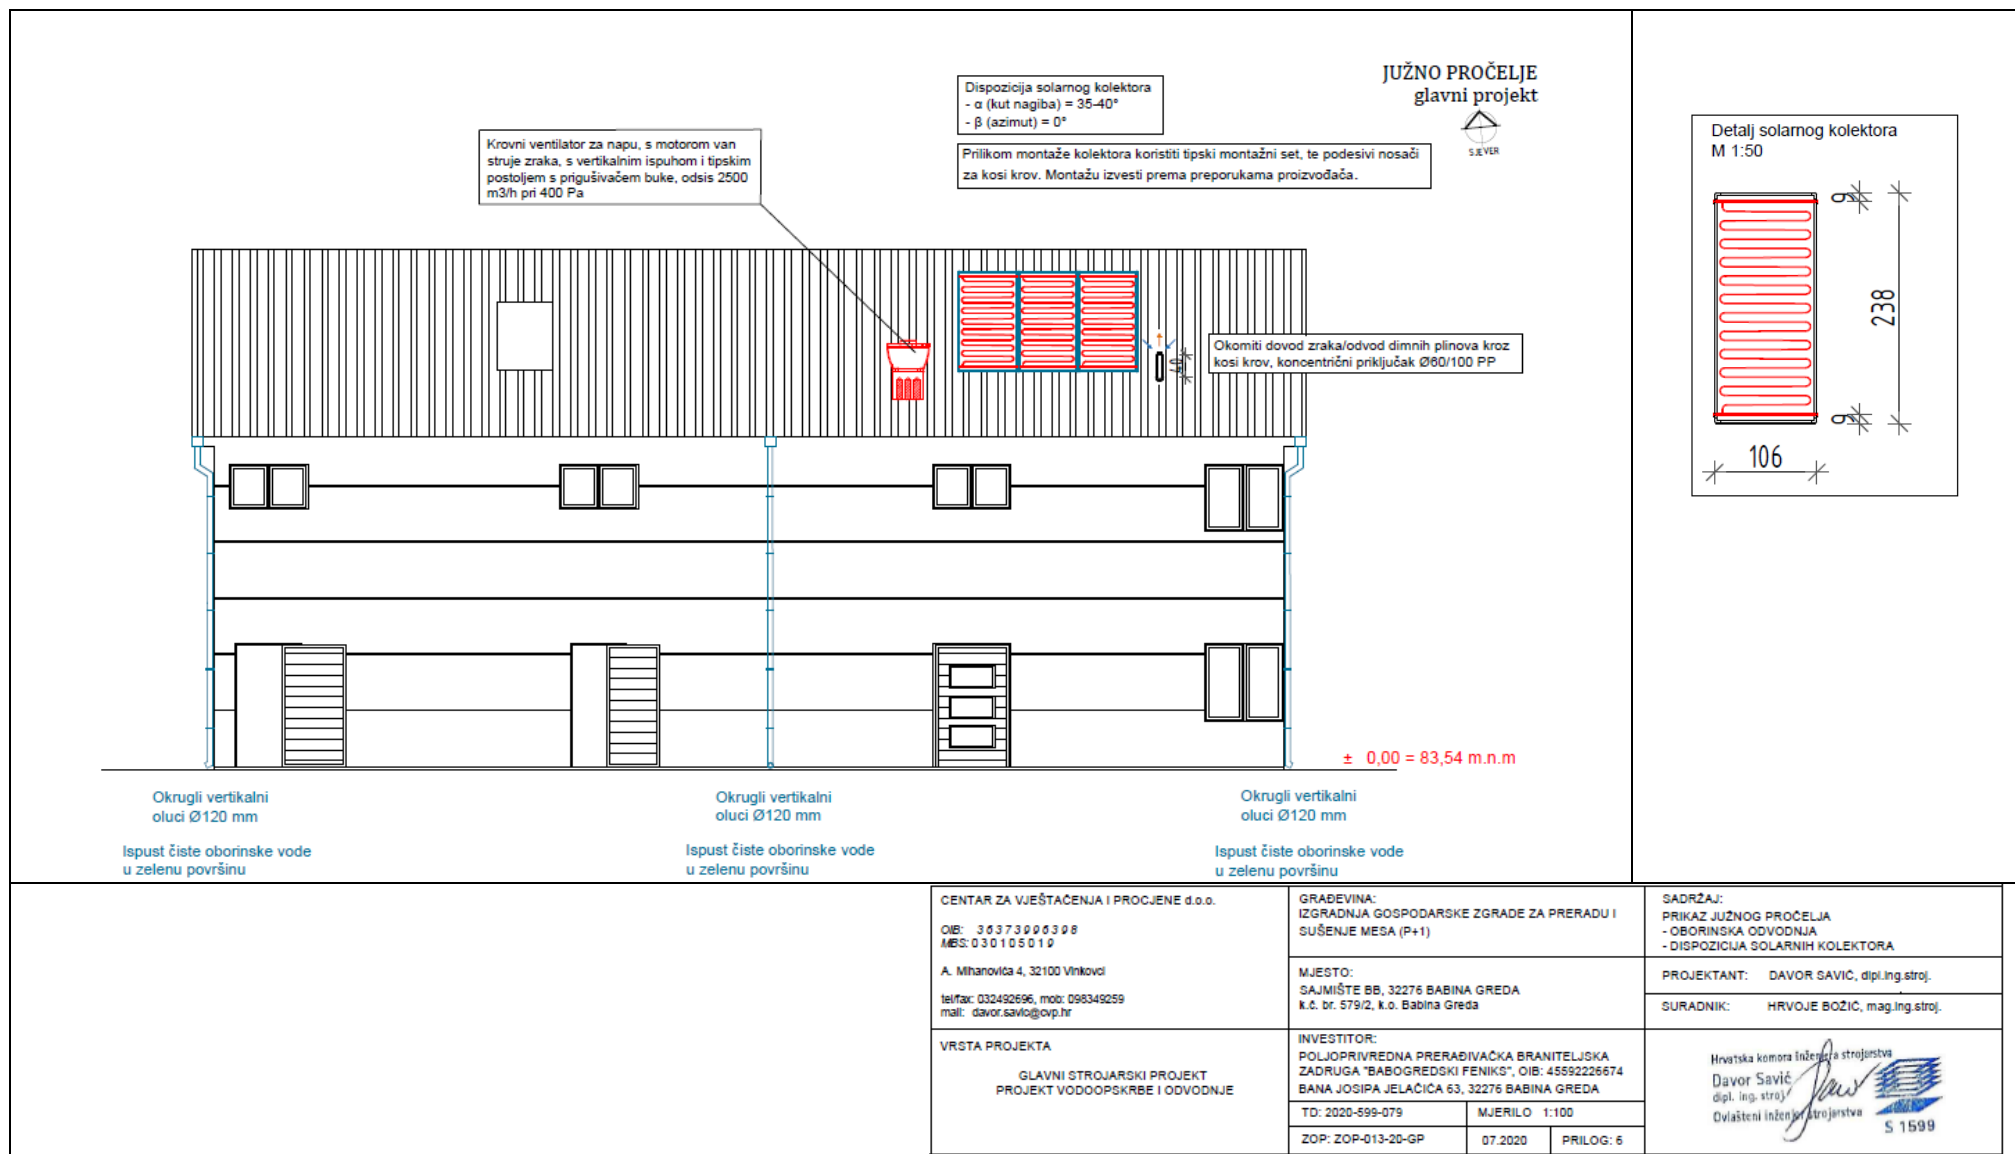 JUŽNO PROČELJE
glavni projekt
SJEVER
Dispozicija solarnog kolektora
- α (kut nagiba) = 35-40°
- β (azimut) = 0°
Prilikom montaže kolektora koristiti tipski montažni set, te podesivi nosači
za kosi krov. Montažu izvesti prema preporukama proizvođača.
Krovni ventilator za napu, s motorom van
struje zraka, s vertikalnim ispuhom i tipskim
postoljem s prigušivačem buke, odsis 2500
m3/h pri 400 Pa
Okomiti dovod zraka/odvod dimnih plinova kroz
kosi krov, koncentrični priključak Ø60/100 PP
40
Detalj solarnog kolektora
M 1:50
9
238
9
106
± 0,00 = 83,54 m.n.m
Okrugli vertikalni
oluci Ø120 mm
Ispust čiste oborinske vode
u zelenu površinu
Okrugli vertikalni
oluci Ø120 mm
Ispust čiste oborinske vode
u zelenu površinu
Okrugli vertikalni
oluci Ø120 mm
Ispust čiste oborinske vode
u zelenu površinu
CENTAR ZA VJEŠTAČENJA I PROCJENE d.o.o.
OIB: 36373996398
MBS: 030105019
A. Mihanovića 4, 32100 Vinkovci
tel/fax: 032492696, mob: 098349259
mail: davor.savic@cvp.hr
VRSTA PROJEKTA
GLAVNI STROJARSKI PROJEKT
PROJEKT VODOOPSKRBE I ODVODNJE
GRAĐEVINA:
IZGRADNJA GOSPODARSKE ZGRADE ZA PRERADU I
SUŠENJE MESA (P+1)
MJESTO:
SAJMIŠTE BB, 32276 BABINA GREDA
k.č. br. 579/2, k.o. Babina Greda
INVESTITOR:
POLJOPRIVREDNA PRERAĐIVAČKA BRANITELJSKA
ZADRUGA "BABOGREDSKI FENIKS", OIB: 45592226674
BANA JOSIPA JELAČIĆA 63, 32276 BABINA GREDA
TD: 2020-599-079
MJERILO 1:100
ZOP: ZOP-013-20-GP
07.2020
PRILOG: 6
SADRŽAJ:
PRIKAZ JUŽNOG PROČELJA
- OBORINSKA ODVODNJA
- DISPOZICIJA SOLARNIH KOLEKTORA
PROJEKTANT: DAVOR SAVIĆ, dipl.ing.stroj.
SURADNIK: HRVOJE BOŽIĆ, mag.ing.stroj.
Hrvatska komora inženjera strojarstva
Davor Savić
dipl. ing. stroj.
Ovlašteni inženjer strojarstva
S 1599